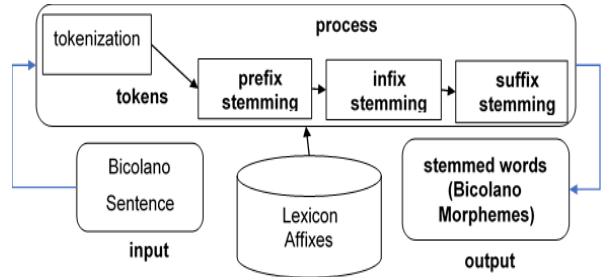 process
tokenization
tokens
prefix
stemming
infix
stemming
suffix
stemming
Bicolano
Sentence
input
Lexicon
Affixes
stemmed words
(Bicolano
Morphemes)
output